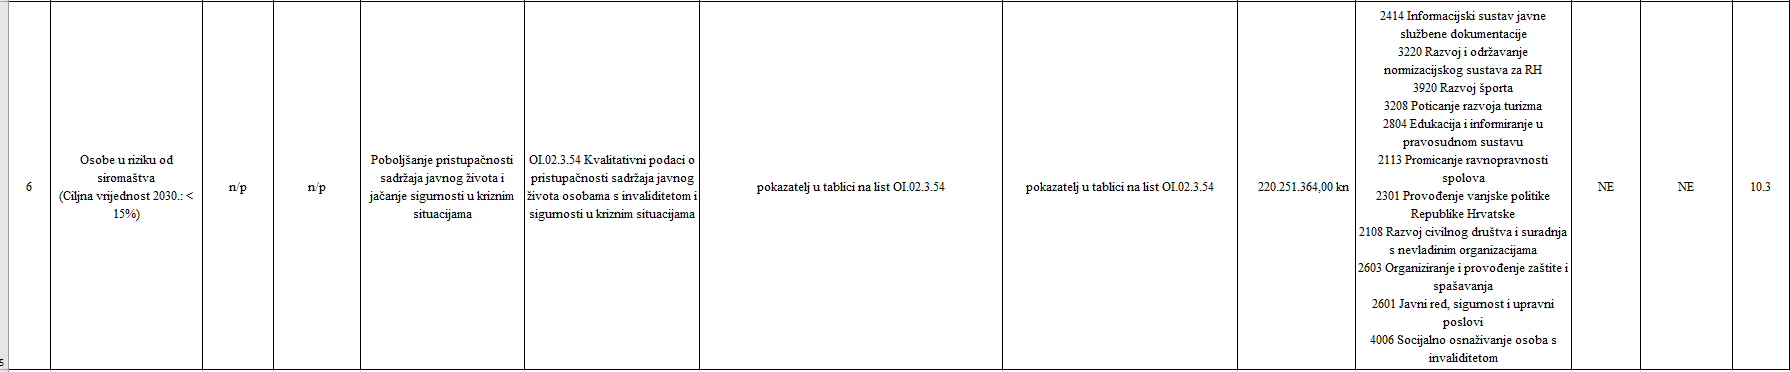 6
Osobe u riziku od
siromaštva
(Ciljna vrijednost 2030.: <
15%)
n/p
n/p
Poboljšanje pristupačnosti
sadržaja javnog života i
jačanje sigurnosti u kriznim
situacijama
OI.02.3.54 Kvalitativni podaci o
pristupačnosti sadržaja javnog
života osobama s invaliditetom i
sigurnosti u kriznim situacijama
pokazatelj u tablici na list OI.02.3.54
pokazatelj u tablici na list OI.02.3.54
220.251.364,00 kn
2414 Informacijski sustav javne
službene dokumentacije
3220 Razvoj i održavanje
normizacijskog sustava za RH
3920 Razvoj športa
3208 Poticanje razvoja turizma
2804 Edukacija i informiranje u
pravosudnom sustavu
2113 Promicanje ravnopravnosti
spolova
2301 Provođenje vanjske politike
Republike Hrvatske
2108 Razvoj civilnog društva i suradnja
s nevladinim organizacijama
2603 Organiziranje i provođenje zaštite i
spašavanja
2601 Javni red, sigurnost i upravni
poslovi
4006 Socijalno osnaživanje osoba s
invaliditetom
NE
NE
10.3
5